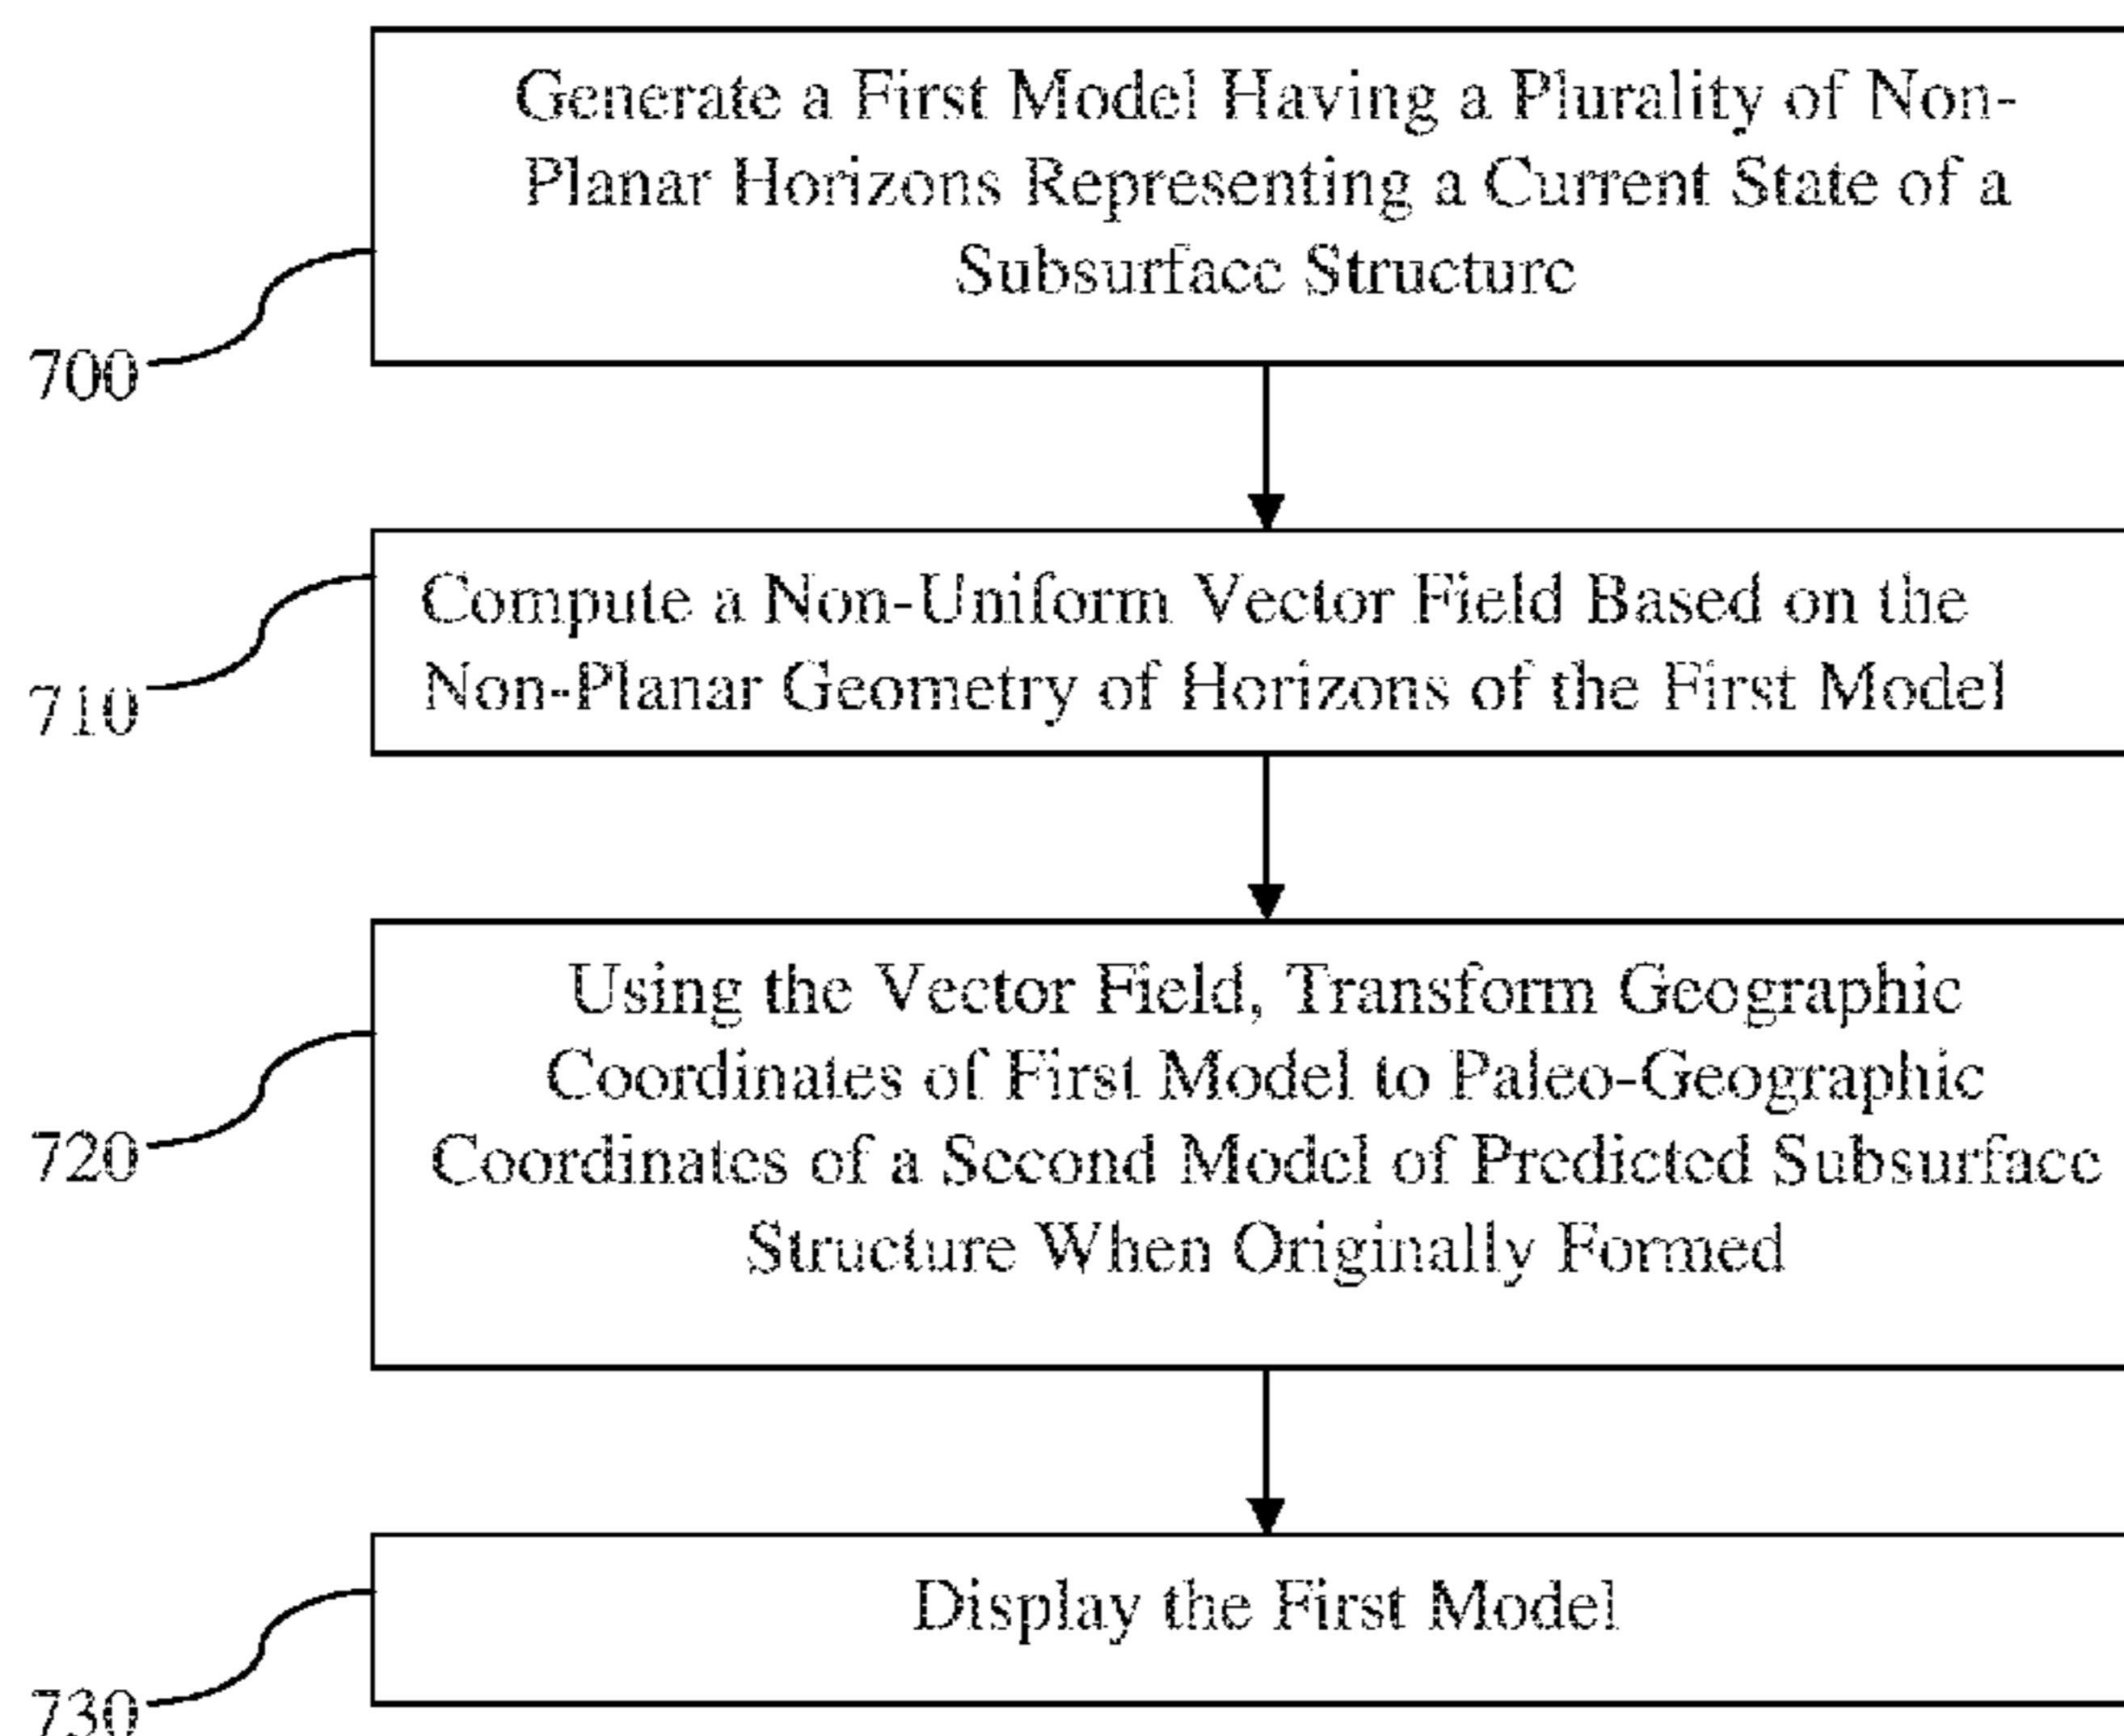 Generate a First Model Having a Plurality of Non-
Planar Horizons Representing a Current State of a
Subsurface Structure
700
Compute a Non-Uniform Vector Field Based on the
Non-Planar Geometry of Horizons of the First Model
710
Using the Vector Field, Transform Geographic
Coordinates of First Model to Paleo-Geographic
Coordinates of a Second Model of Predicted Subsurface
Structure When Originally Formed
720
Display the First Model
730